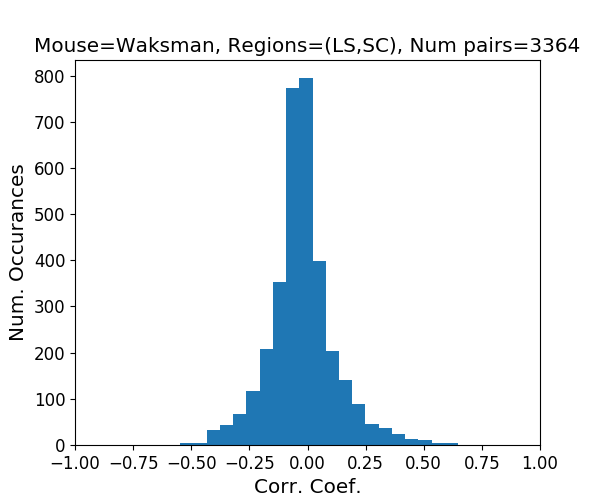 Mouse=Waksman, Regions=(LS,SC), Num pairs=3364
800
700
600
500
400
300
200
100
0
Num. Occurances
−1.00 −0.75 −0.50 −0.25 0.00 0.25 0.50 0.75 1.00
Corr. Coef.